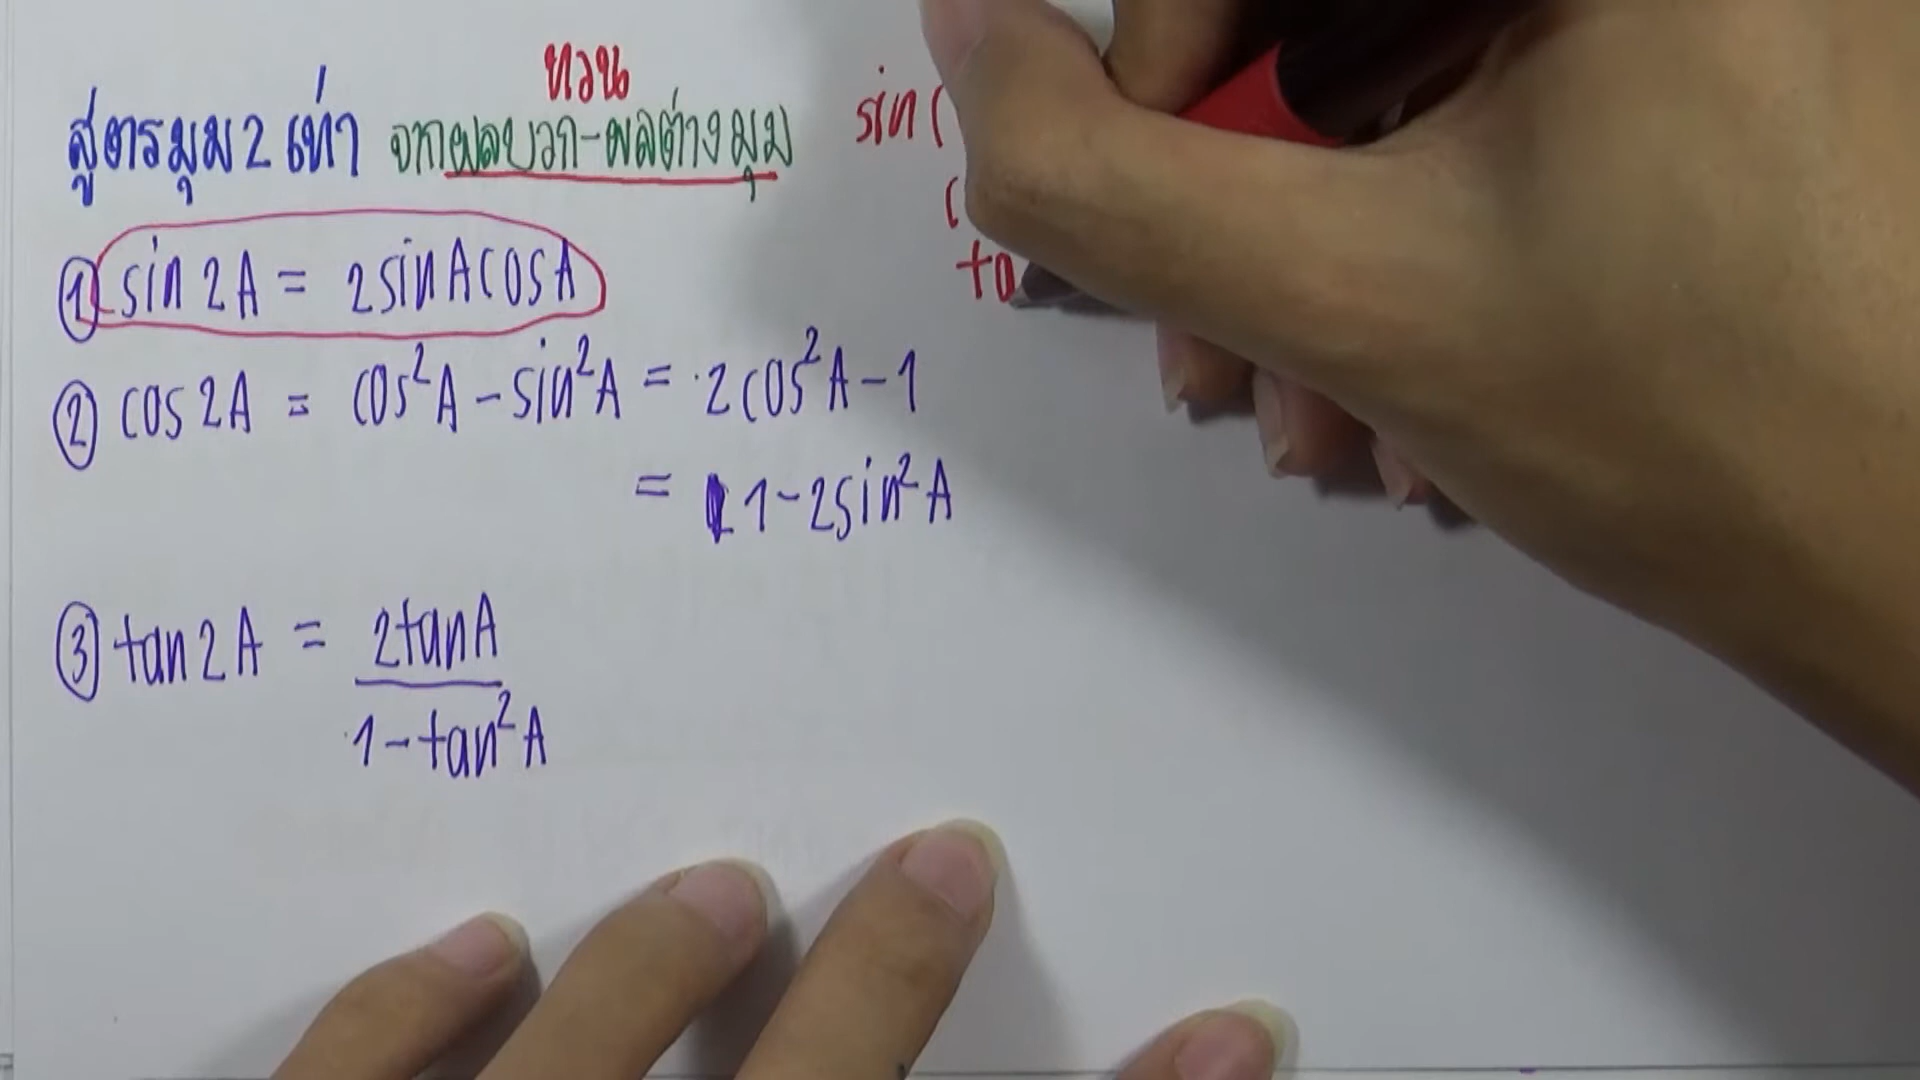 ทวน
สูตรมุม 2 เท่า จากผลบวก-ผลต่างมุม
sin(
(
ta
① sin 2A = 2sinAcosA
② cos 2A = cos²A - sin²A = 2cos²A - 1
= 1 - 2sin²A
③ tan 2A = 2tanA
1 - tan²A